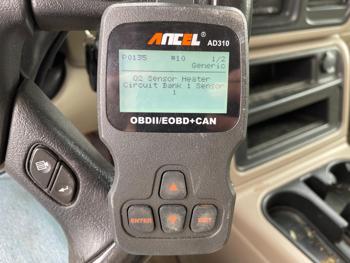 ANCEL
AD310
P0135 $10 1/2
Generic
O2 Sensor Heater
Circuit Bank 1 Sensor
1
OBDII/EOBD+CAN
ENTER
?
EXIT